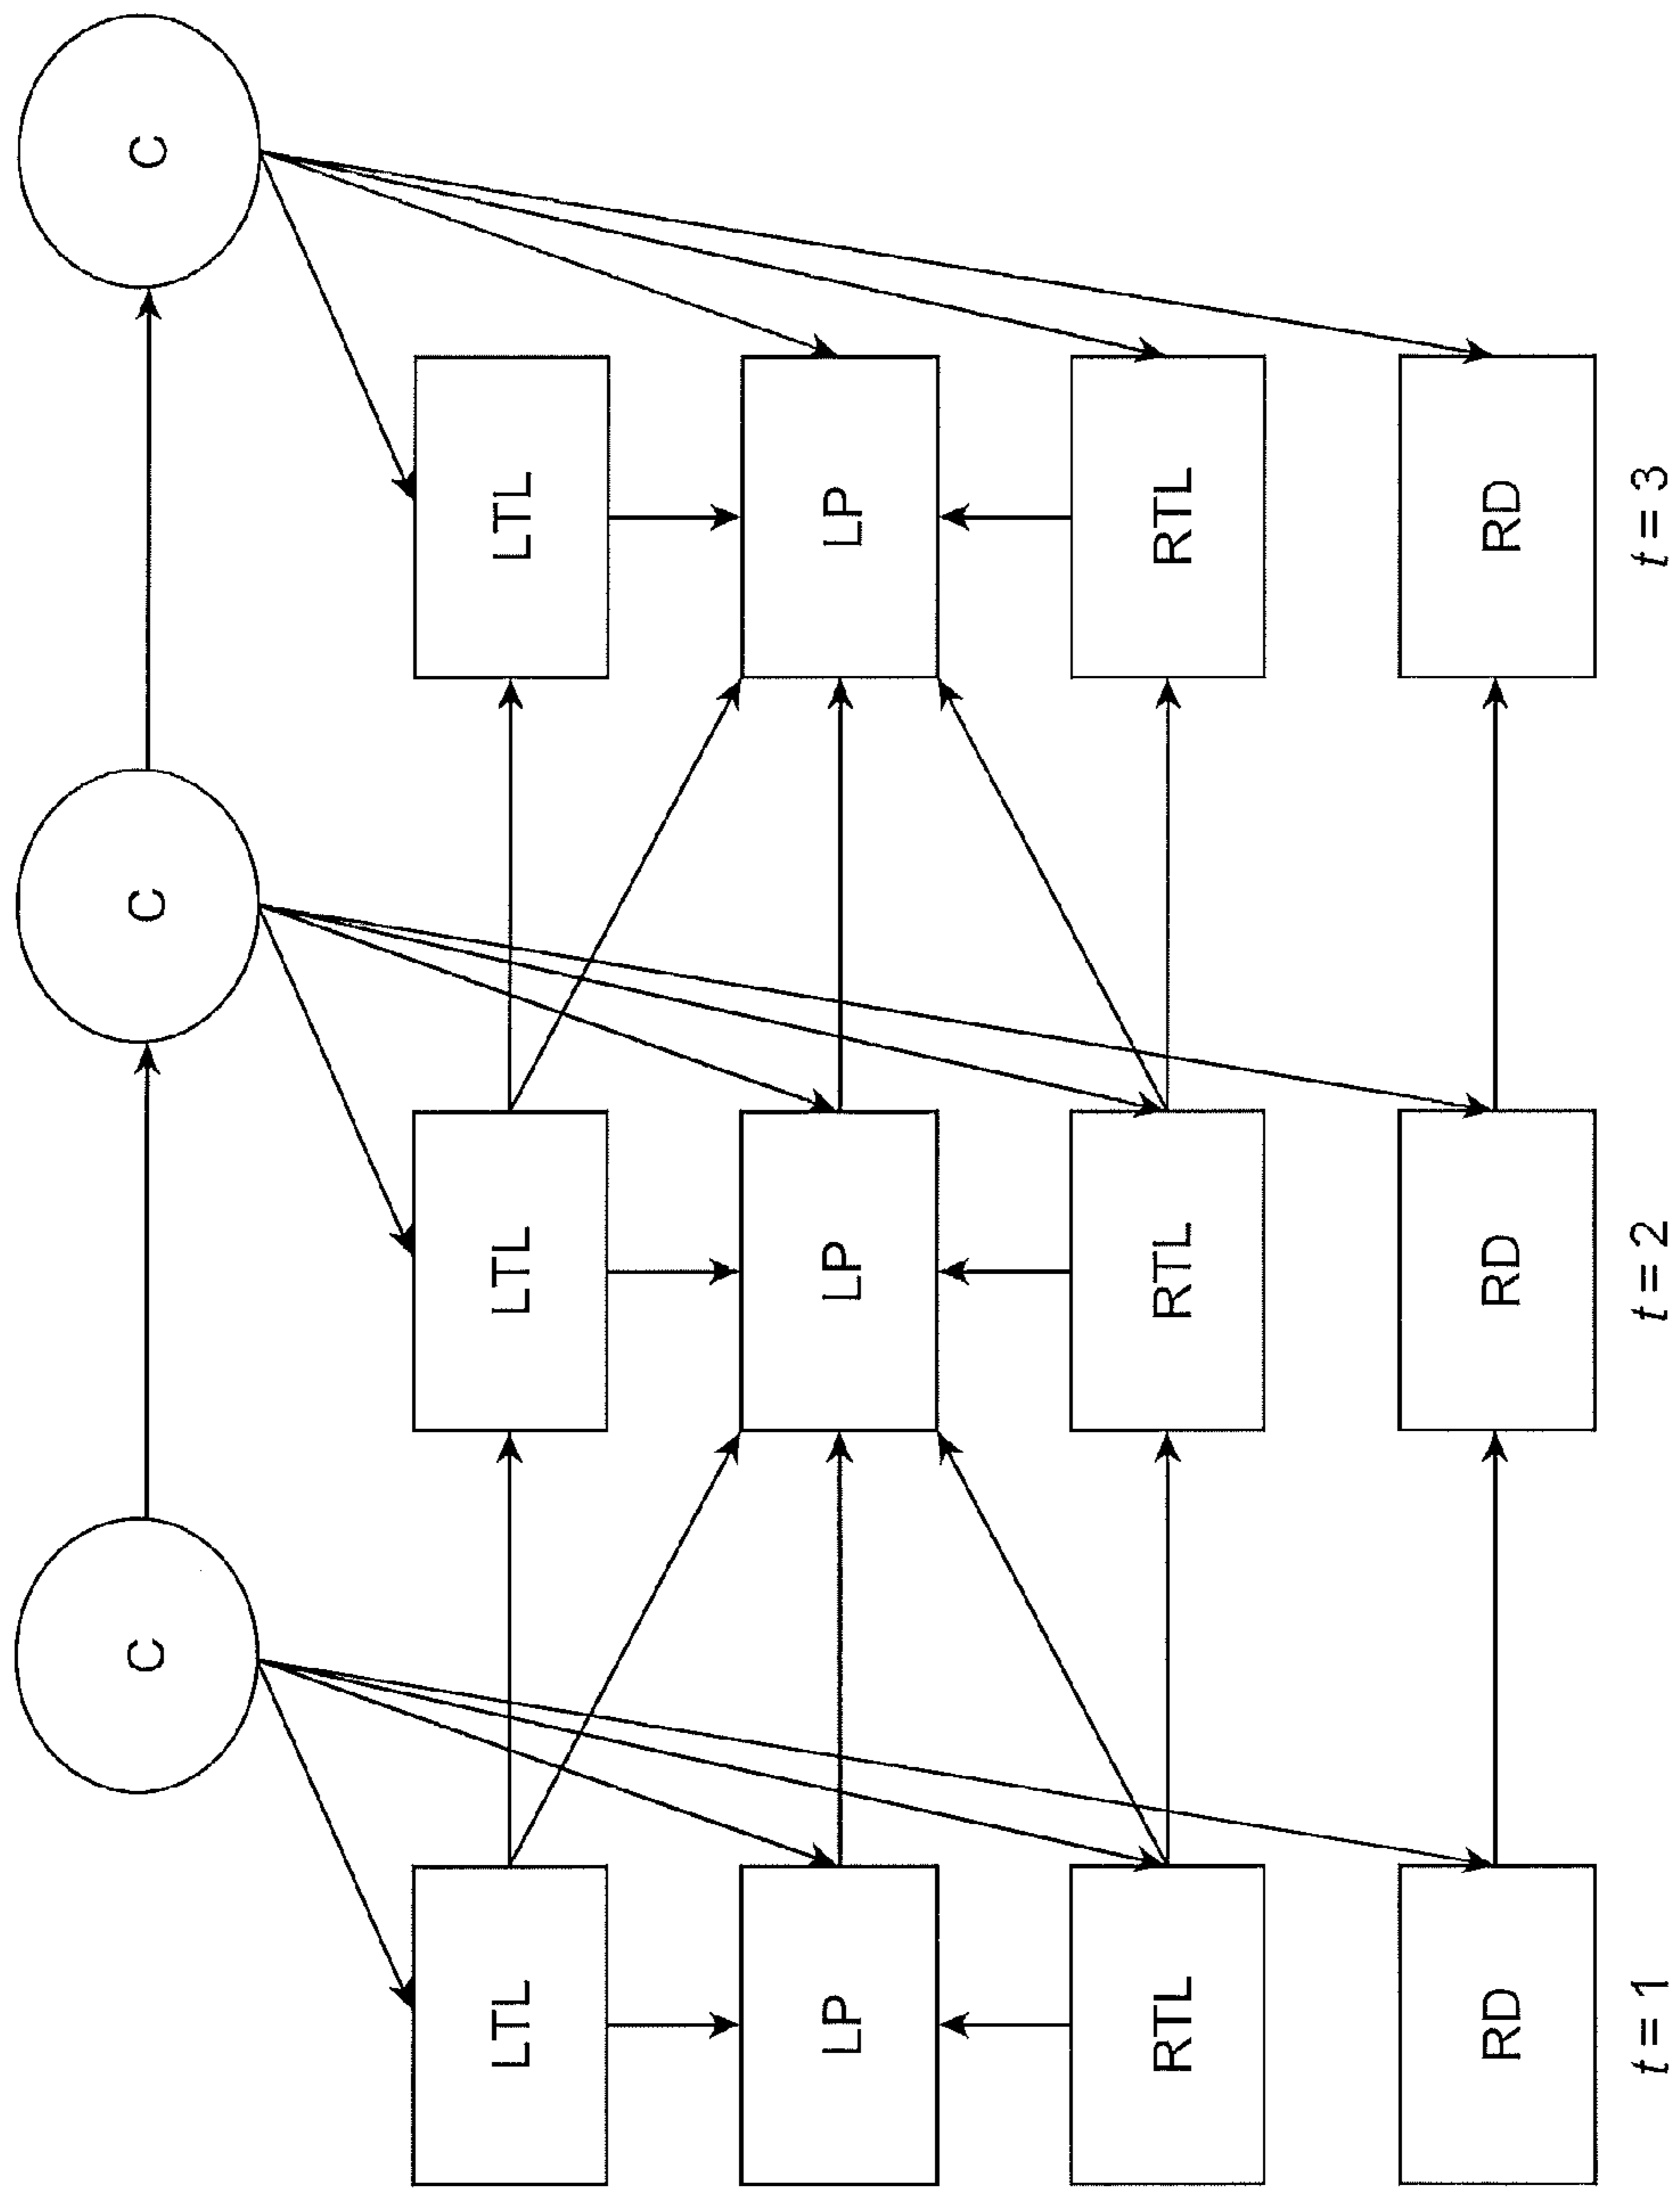 C
LTL
LP
RTL
RD
t = 1
C
LTL
LP
RTL
RD
t = 2
C
LTL
LP
RTL
RD
t = 3